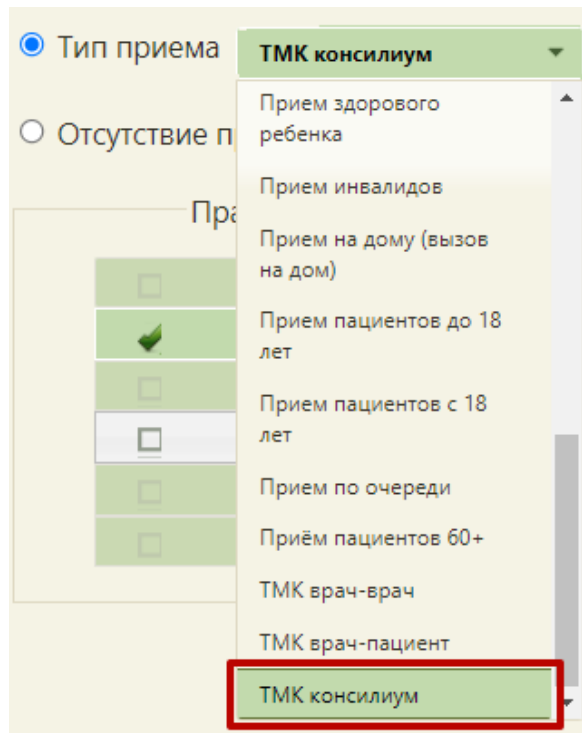 Тип приема
ТМК консилиум
Прием здорового
ребенка
Отсутствие п
Прием инвалидов
Пра
Прием на дому (вызов
на дом)
Прием пациентов до 18
лет
Прием пациентов с 18
лет
Прием по очереди
Приём пациентов 60+
ТМК врач-врач
ТМК врач-пациент
ТМК консилиум